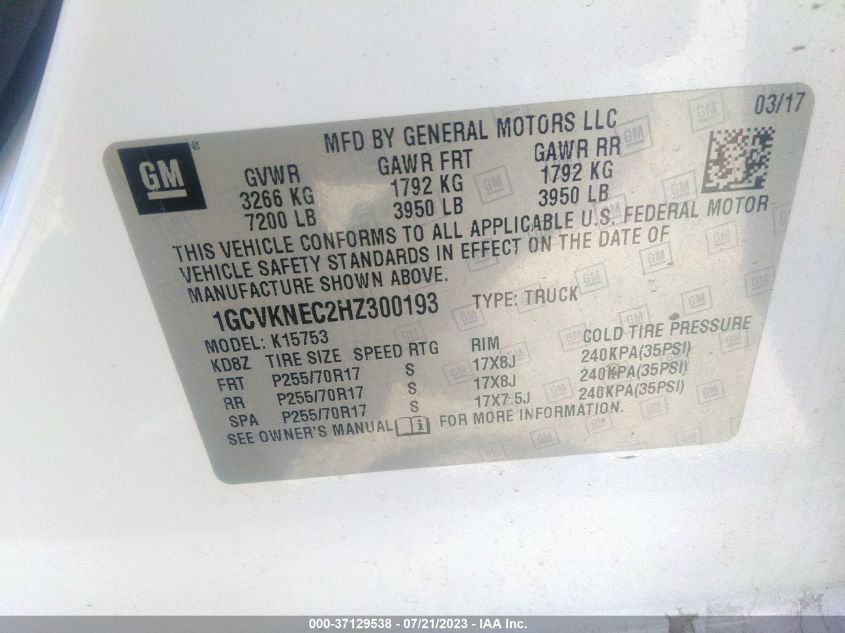 03/17
GM ®
MFD BY GENERAL MOTORS LLC
GVWR GAWR FRT GAWR RR
3266 KG 1792 KG 1792 KG
7200 LB 3950 LB 3950 LB
THIS VEHICLE CONFORMS TO ALL APPLICABLE U.S. FEDERAL MOTOR
VEHICLE SAFETY STANDARDS IN EFFECT ON THE DATE OF
MANUFACTURE SHOWN ABOVE.
1GCVKNEC2HZ300193 TYPE: TRUCK
MODEL: K15753
KD8Z TIRE SIZE SPEED RTG RIM COLD TIRE PRESSURE
FRT P255/70R17 S 17X8J 240KPA(35PSI)
RR P255/70R17 S 17X8J 240KPA(35PSI)
SPA P255/70R17 S 17X7.5J 240KPA(35PSI)
SEE OWNER'S MANUAL FOR MORE INFORMATION.
000-37129538 - 07/21/2023 - IAA Inc.